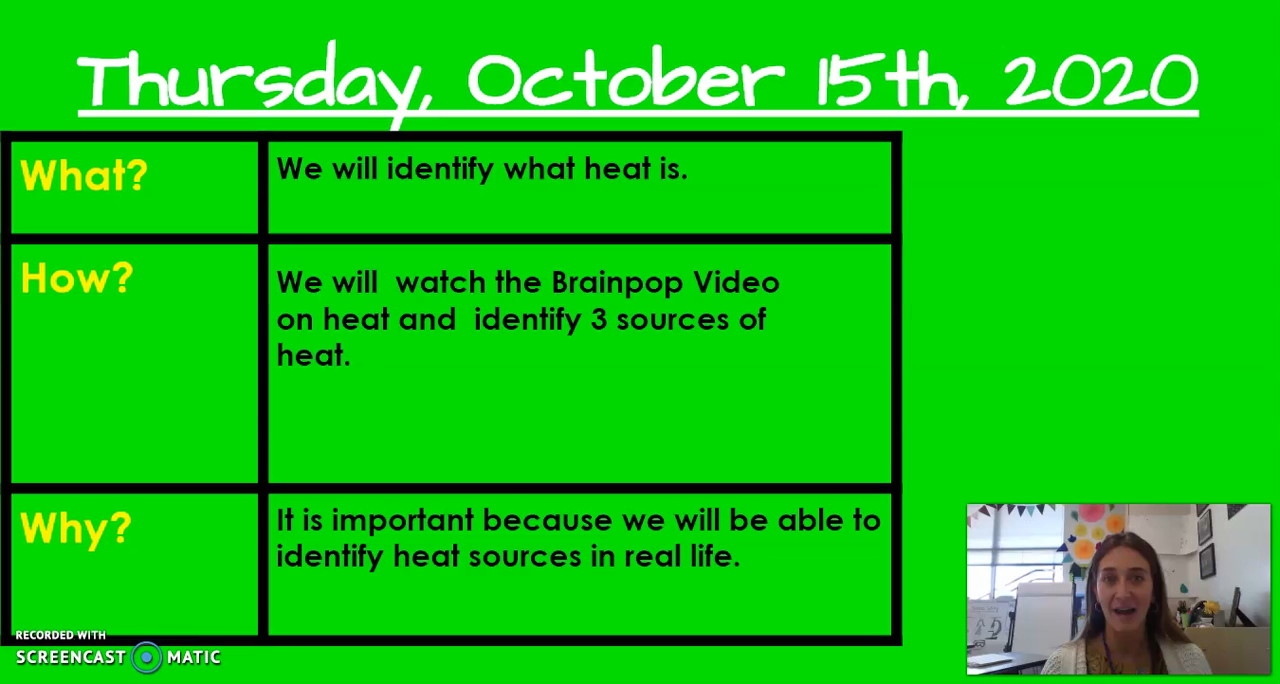 Thursday, October 15th, 2020
What?
We will identify what heat is.
How?
We will watch the Brainpop Video
on heat and identify 3 sources of
heat.
Why?
It is important because we will be able to
identify heat sources in real life.
RECORDED WITH
SCREENCAST MATIC